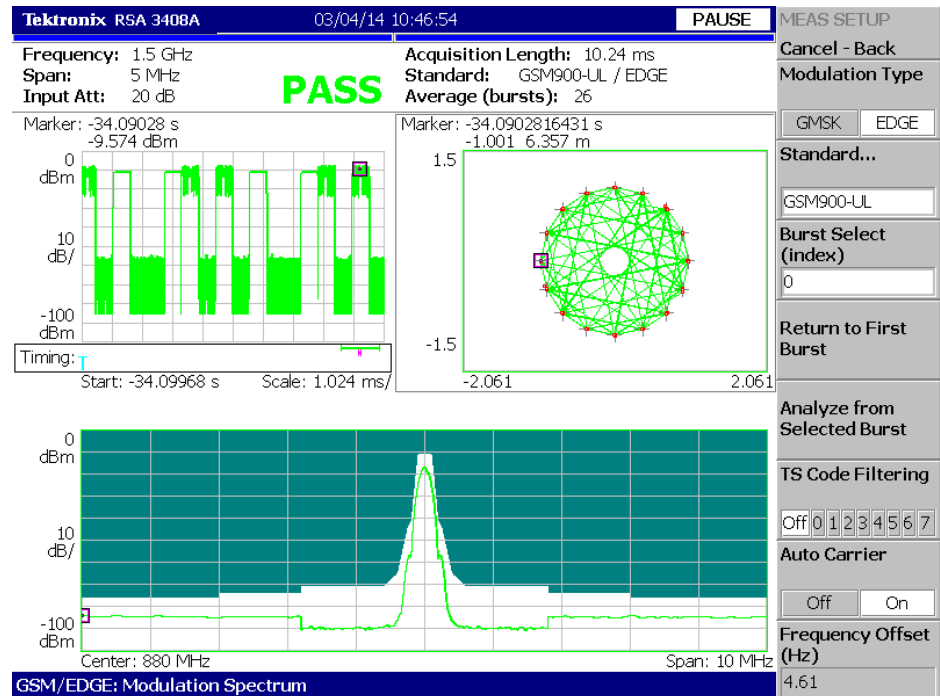 Tektronix RSA 3408A 03/04/14 10:46:54 PAUSE
Frequency: 1.5 GHz
Span: 5 MHz
Input Att: 20 dB
PASS
Acquisition Length: 10.24 ms
Standard: GSM900-UL / EDGE
Average (bursts): 26
Marker: -34.09028 s
-9.574 dBm
0
dBm
10
dB/
-100
dBm
Timing: T
Start: -34.09968 s Scale: 1.024 ms/
Marker: -34.0902816431 s
-1.001 6.357 m
1.5
-1.5
-2.061 2.061
0
dBm
10
dB/
-100
dBm
Center: 880 MHz Span: 10 MHz
GSM/EDGE: Modulation Spectrum
MEAS SETUP
Cancel - Back
Modulation Type
GMSK EDGE
Standard...
GSM900-UL
Burst Select
(index)
0
Return to First
Burst
Analyze from
Selected Burst
TS Code Filtering
Off 0 1 2 3 4 5 6 7
Auto Carrier
Off On
Frequency Offset
(Hz)
4.61